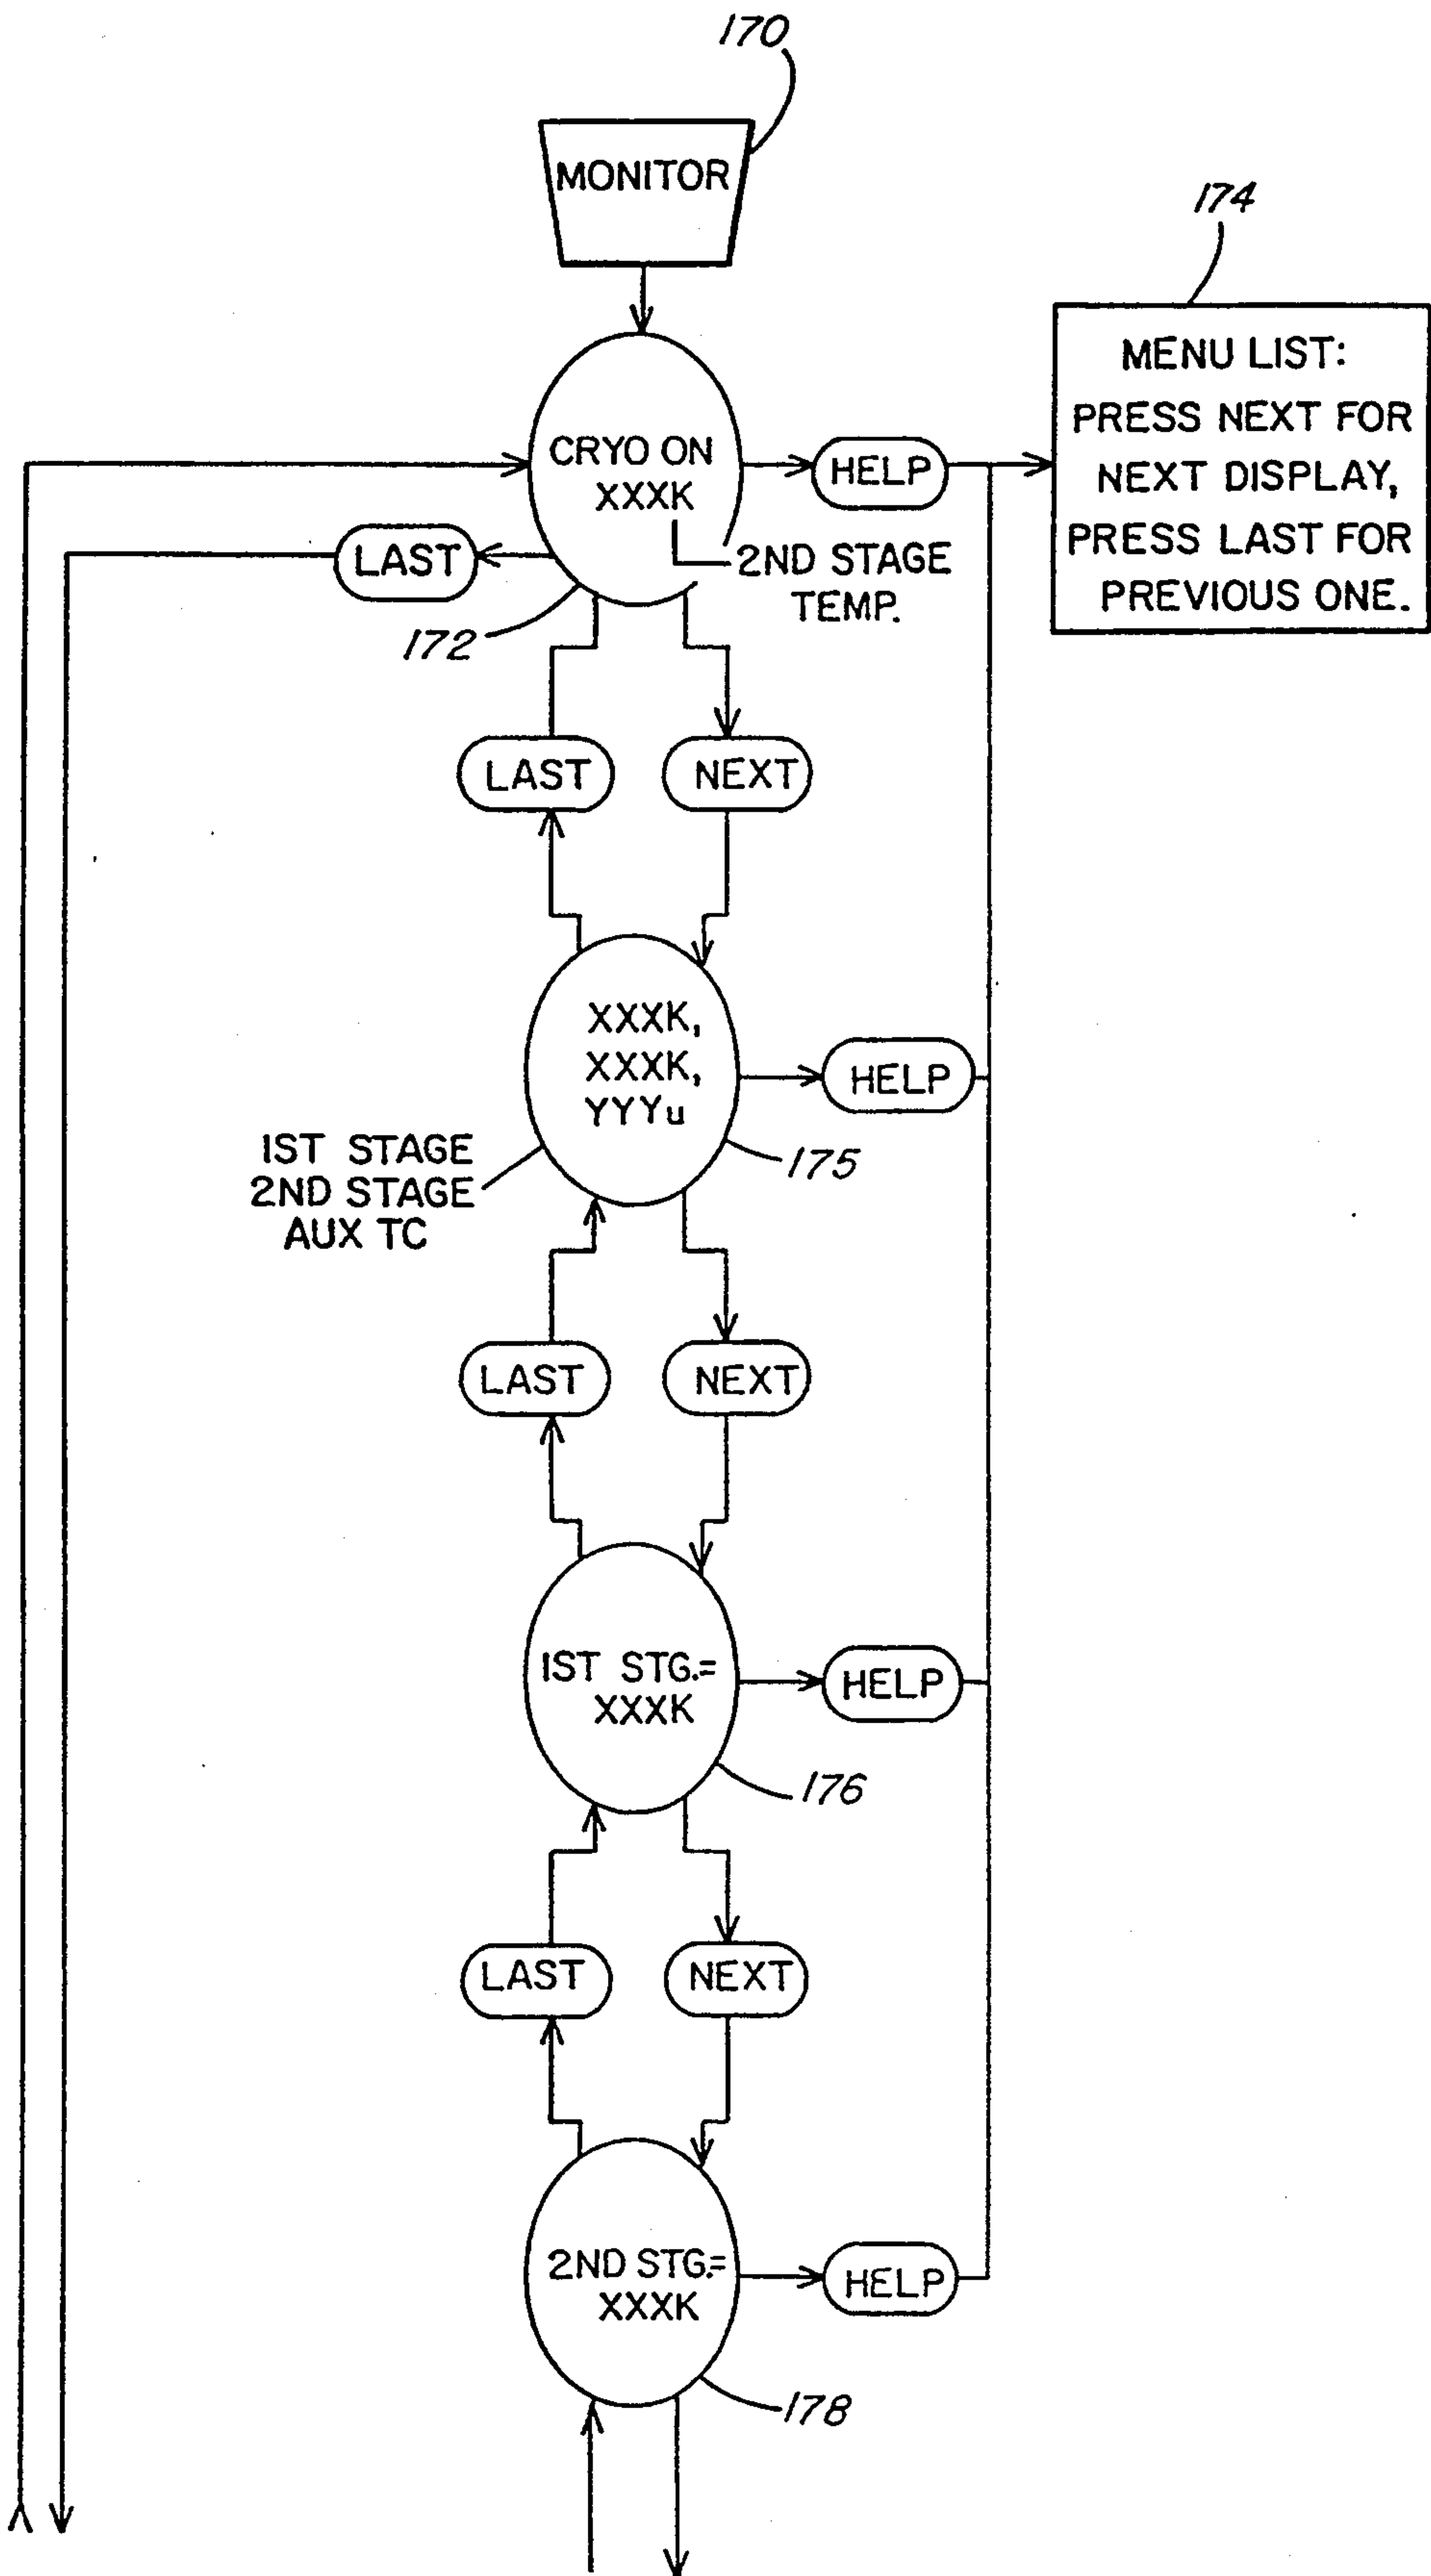 170
MONITOR
174
MENU LIST:
PRESS NEXT FOR
NEXT DISPLAY,
PRESS LAST FOR
PREVIOUS ONE.
CRYO ON
XXXK
HELP
LAST
2ND STAGE
TEMP.
172
LAST
NEXT
XXXK,
XXXK,
YYYu
HELP
1ST STAGE
2ND STAGE
AUX TC
175
LAST
NEXT
1ST STG.=
XXXK
HELP
176
LAST
NEXT
2ND STG.=
XXXK
HELP
178